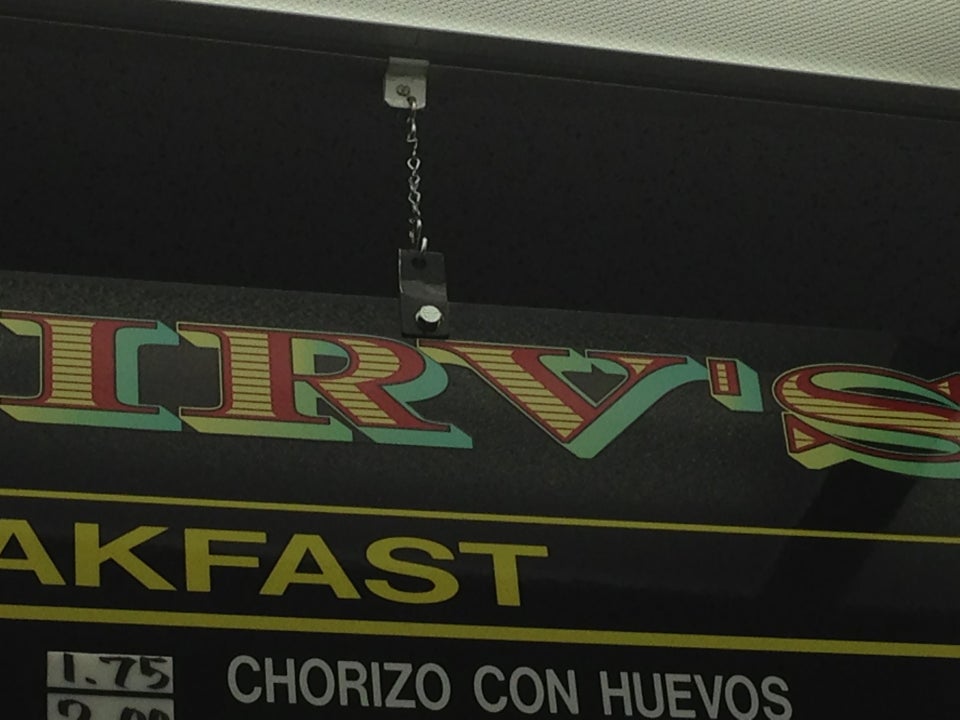 IRV'S
AKFAST
1.75 CHORIZO CON HUEVOS